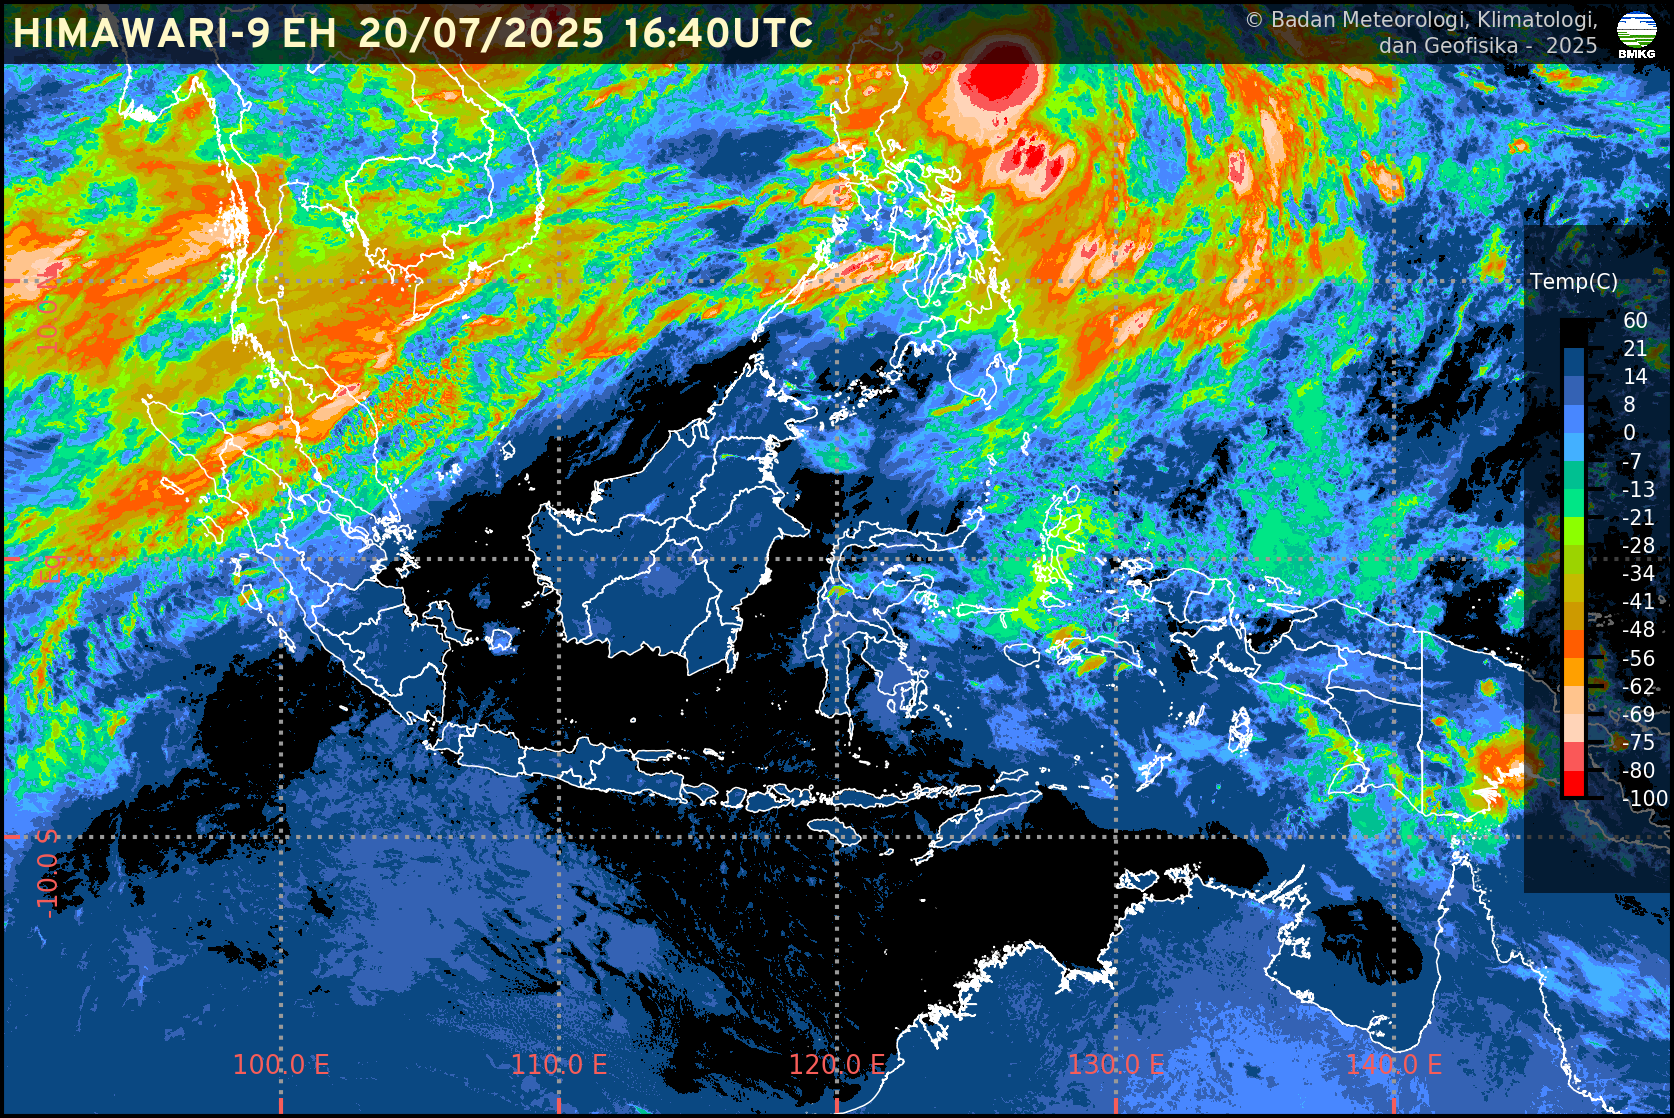 HIMAWARI-9 EH 20/07/2025 16:40UTC
© Badan Meteorologi, Klimatologi,
dan Geofisika - 2025
BMKG
Temp(C)
60
21
14
8
0
-7
-13
-21
-28
-34
-41
-48
-56
-62
-69
-75
-80
-100
10.0 N
Eq
-10.0 S
100.0 E
110.0 E
120.0 E
130.0 E
140.0 E